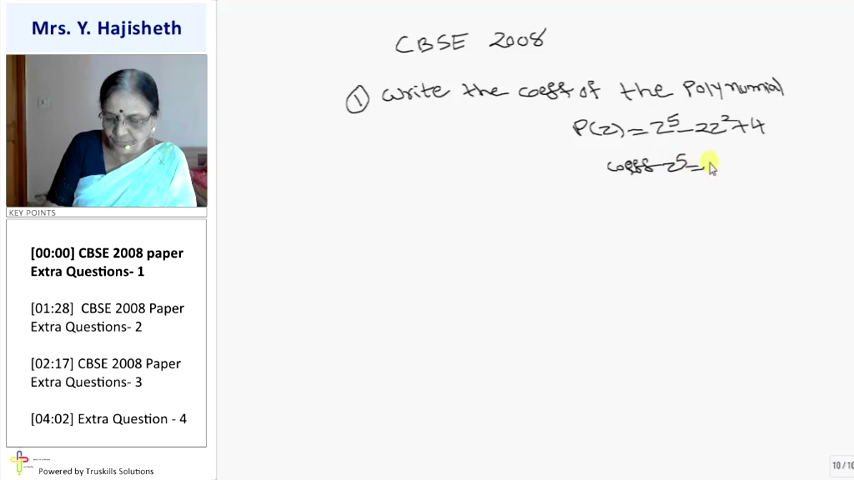 Mrs. Y. Hajisheth
KEY POINTS
[00:00] CBSE 2008 paper
Extra Questions- 1
[01:28] CBSE 2008 Paper
Extra Questions- 2
[02:17] CBSE 2008 Paper
Extra Questions- 3
[04:02] Extra Question - 4
Powered by Truskills Solutions
CBSE 2008
① Write the coeff of the Polynomial
P(z) = z⁵ - 2z² + 4
coeff z⁵ =
10 / 10